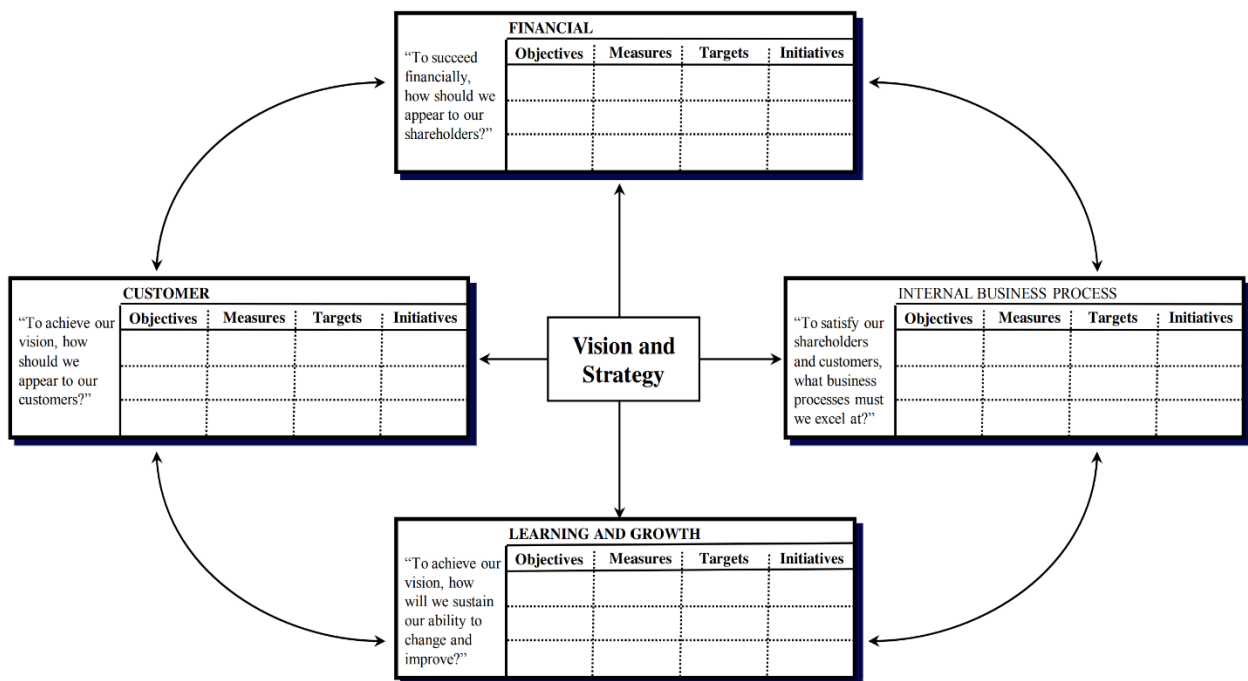 FINANCIAL
“To succeed
financially,
how should we
appear to our
shareholders?”
Objectives Measures Targets Initiatives
CUSTOMER
“To achieve our
vision, how
should we
appear to our
customers?”
Objectives Measures Targets Initiatives
Vision and
Strategy
INTERNAL BUSINESS PROCESS
“To satisfy our
shareholders
and customers,
what business
processes must
we excel at?”
Objectives Measures Targets Initiatives
LEARNING AND GROWTH
“To achieve our
vision, how
will we sustain
our ability to
change and
improve?”
Objectives Measures Targets Initiatives